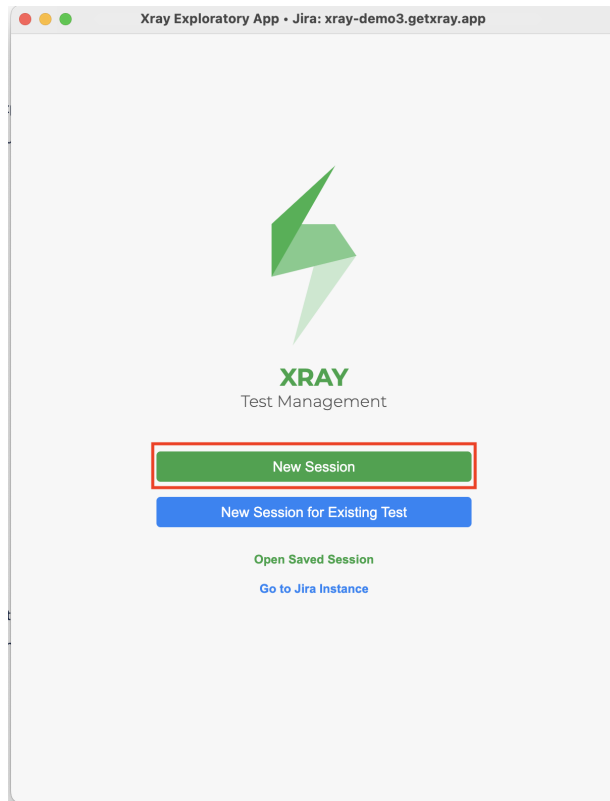 Xray Exploratory App • Jira: xray-demo3.getxray.app
XRAY
Test Management
New Session
New Session for Existing Test
Open Saved Session
Go to Jira Instance